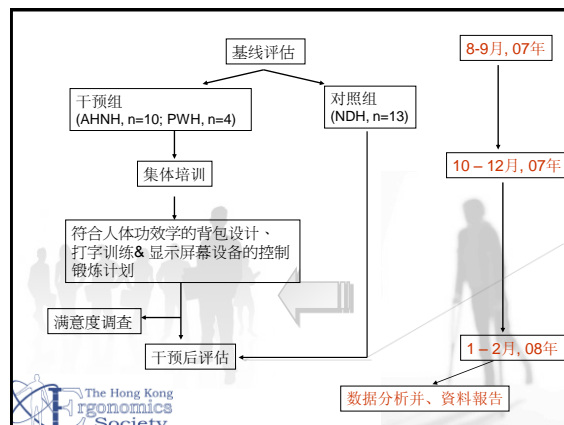 基线评估
8-9月, 07年
干预组
(AHNH, n=10; PWH, n=4)
对照组
(NDH, n=13)
集体培训
10 – 12月, 07年
符合人体功效学的背包设计、
打字训练& 显示屏幕设备的控制
锻炼计划
满意度调查
干预后评估
1 – 2月, 08年
数据分析并、資料報告
The Hong Kong
Ergonomics
Society